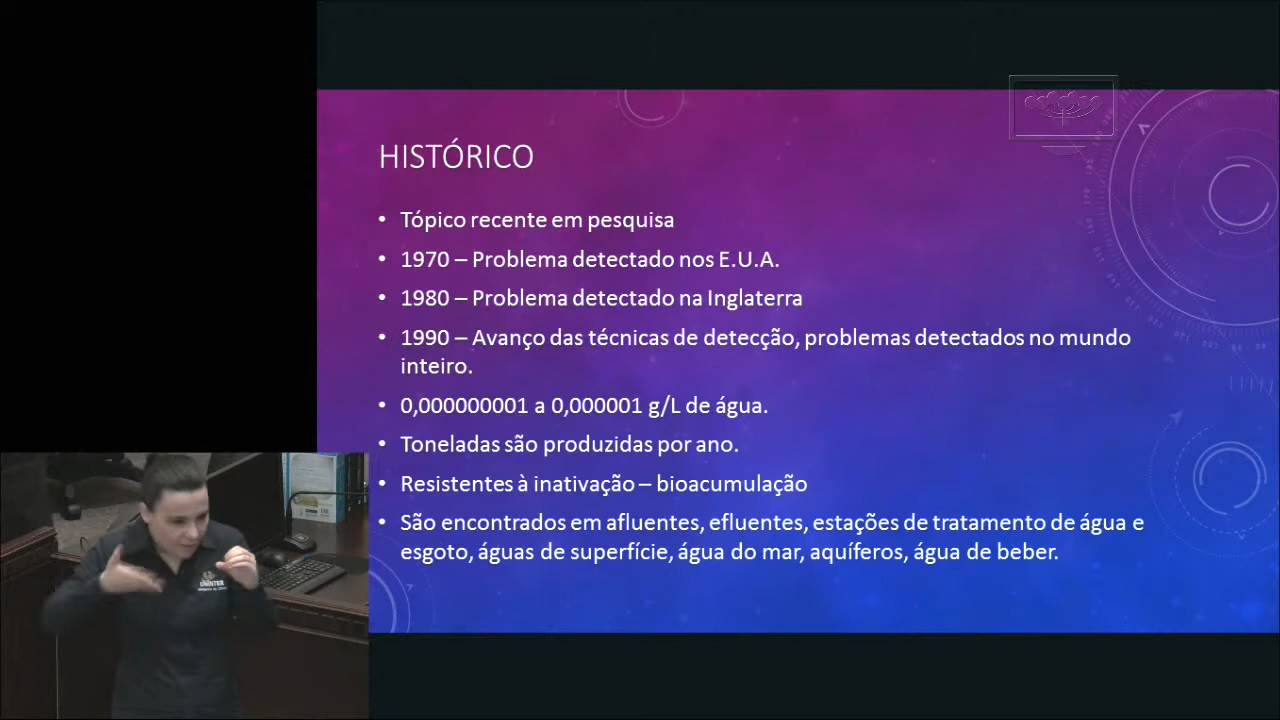 HISTÓRICO
• Tópico recente em pesquisa
• 1970 – Problema detectado nos E.U.A.
• 1980 – Problema detectado na Inglaterra
• 1990 – Avanço das técnicas de detecção, problemas detectados no mundo
inteiro.
• 0,000000001 a 0,000001 g/L de água.
• Toneladas são produzidas por ano.
• Resistentes à inativação – bioacumulação
• São encontrados em afluentes, efluentes, estações de tratamento de água e
esgoto, águas de superfície, água do mar, aquíferos, água de beber.
UNINTER